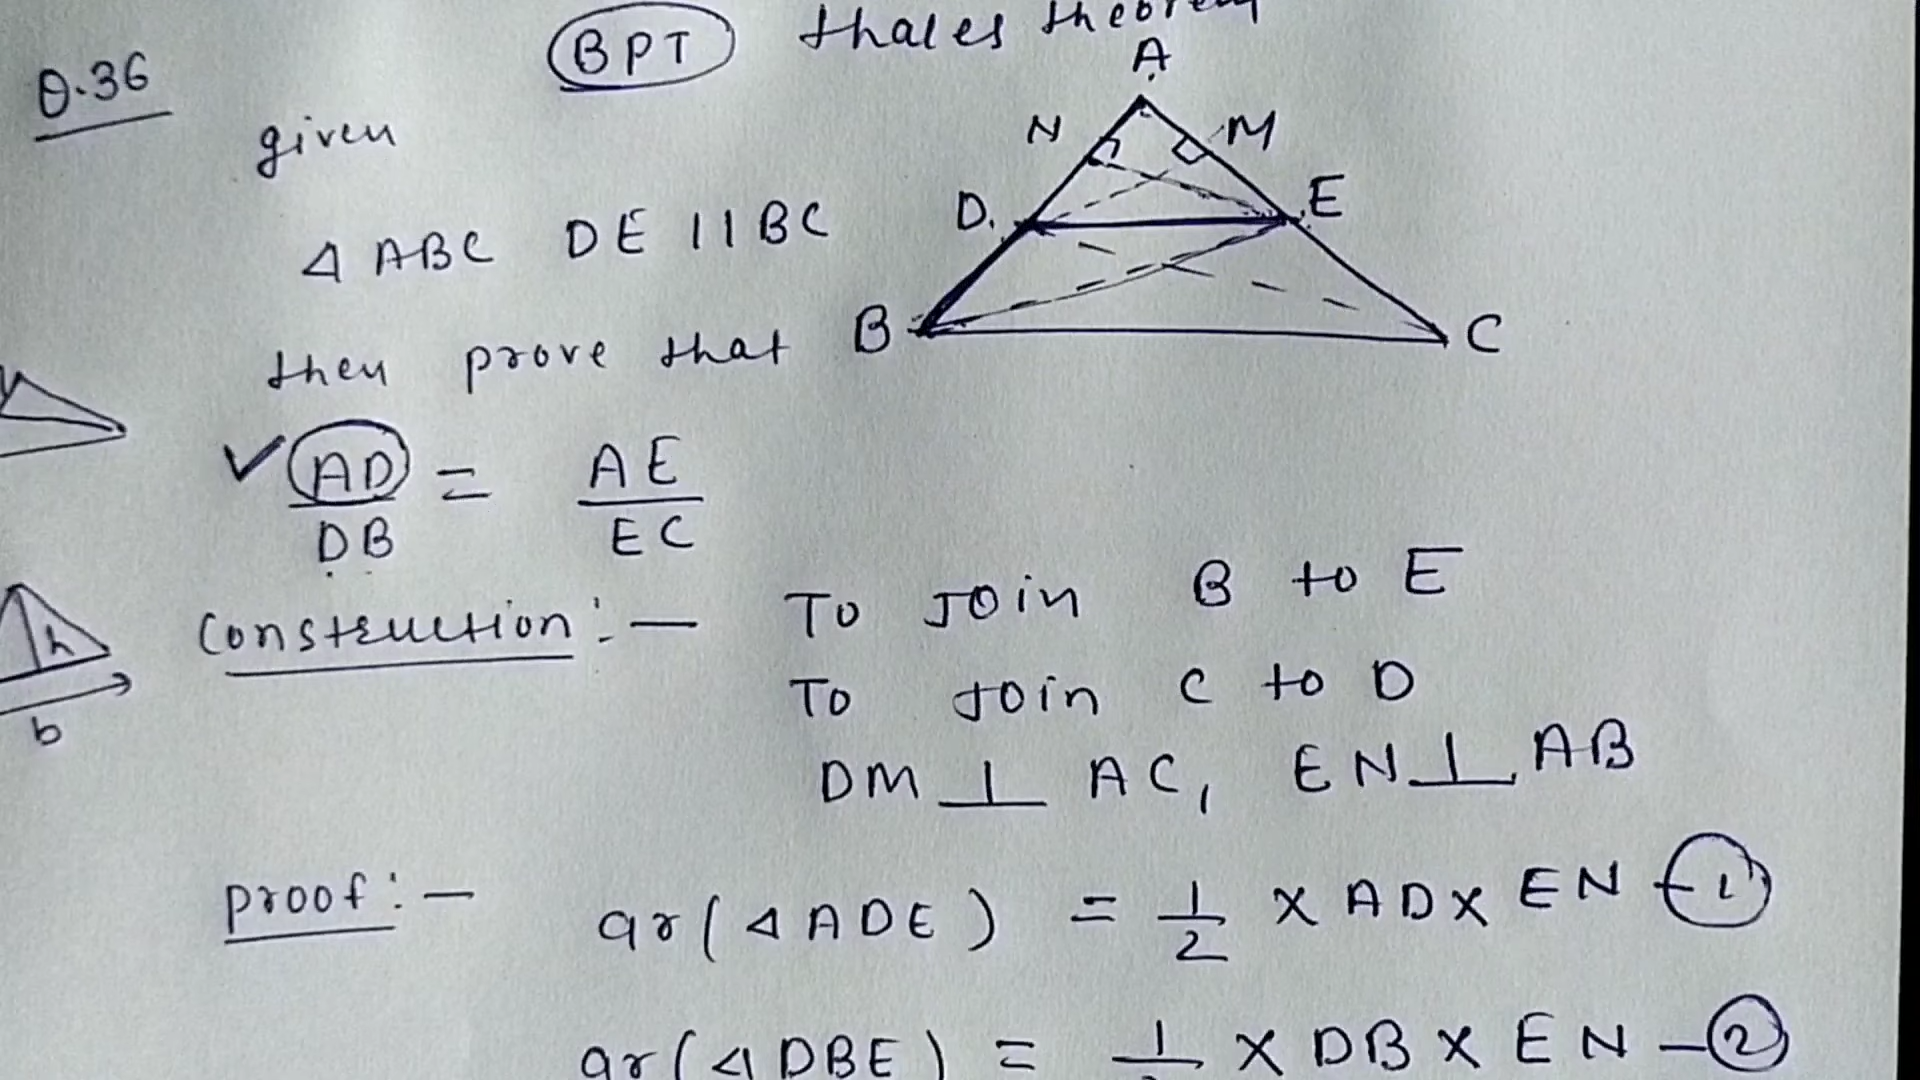 BPT thales theorem
Q.36
given
△ ABC DE || BC
then prove that
AD/DB = AE/EC
A
N M
D. E
B C
h
b
construction :- To Join B to E
To Join C to D
DM ⊥ AC, EN ⊥ AB
proof :- ar(△ ADE) = 1/2 × AD × EN -①
ar(△ DBE) = 1/ × DB × EN -②